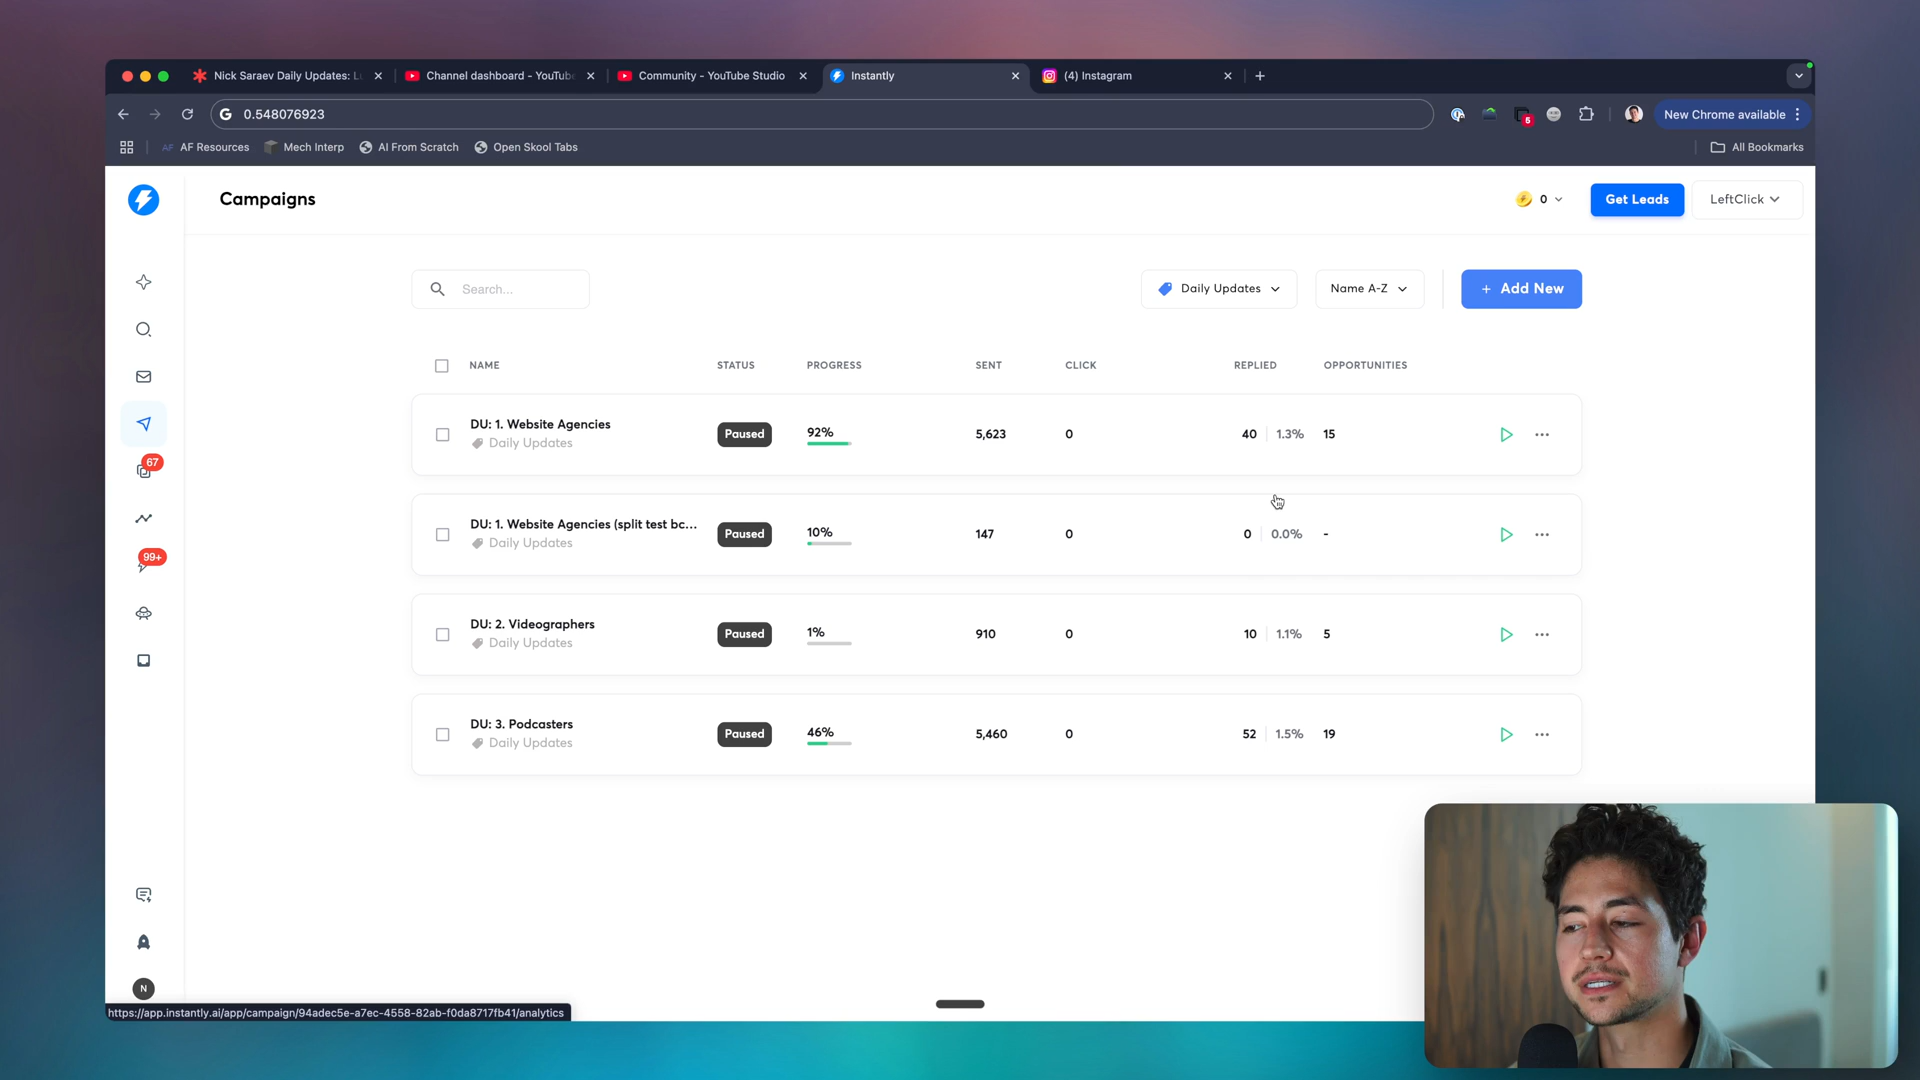 Nick Saraev Daily Updates: L
Channel dashboard - YouTube
Community - YouTube Studio
Instantly
(4) Instagram
0.548076923
5
New Chrome available
AF Resources
Mech Interp
AI From Scratch
Open Skool Tabs
All Bookmarks
Campaigns
0
Get Leads
LeftClick
Search...
Daily Updates
Name A-Z
+ Add New
NAME STATUS PROGRESS SENT CLICK REPLIED OPPORTUNITIES
DU: 1. Website Agencies
Daily Updates
Paused 92% 5,623 0 40 1.3% 15
DU: 1. Website Agencies (split test bc...
Daily Updates
Paused 10% 147 0 0 0.0% -
DU: 2. Videographers
Daily Updates
Paused 1% 910 0 10 1.1% 5
DU: 3. Podcasters
Daily Updates
Paused 46% 5,460 0 52 1.5% 19
67
99+
N
https://app.instantly.ai/app/campaign/94adec5e-a7ec-4558-82ab-f0da8717fb41/analytics